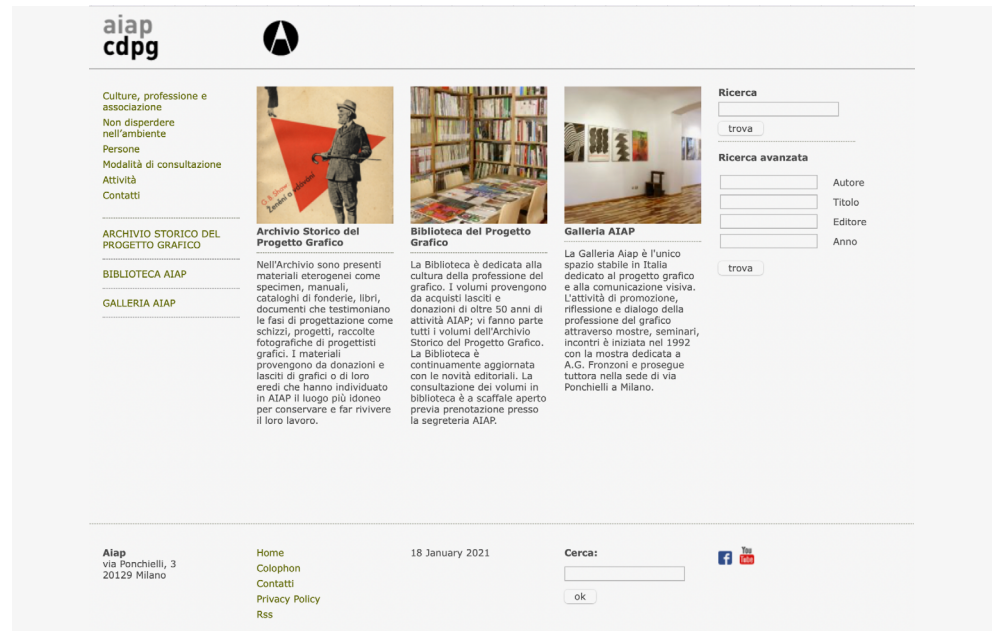 aiap
cdpg
Culture, professione e
associazione
Non disperdere
nell'ambiente
Persone
Modalità di consultazione
Attività
Contatti
ARCHIVIO STORICO DEL
PROGETTO GRAFICO
BIBLIOTECA AIAP
GALLERIA AIAP
G.B. Shaw
Ženění a vdávání
Archivio Storico del
Progetto Grafico
Nell'Archivio sono presenti
materiali eterogenei come
specimen, manuali,
cataloghi di fonderie, libri,
documenti che testimoniano
le fasi di progettazione come
schizzi, progetti, raccolte
fotografiche di progettisti
grafici. I materiali
provengono da donazioni e
lasciti di grafici o di loro
eredi che hanno individuato
in AIAP il luogo più idoneo
per conservare e far rivivere
il loro lavoro.
Biblioteca del Progetto
Grafico
La Biblioteca è dedicata alla
cultura della professione del
grafico. I volumi provengono
da acquisti lasciti e
donazioni di oltre 50 anni di
attività AIAP; vi fanno parte
tutti i volumi dell'Archivio
Storico del Progetto Grafico.
La Biblioteca è
continuamente aggiornata
con le novità editoriali. La
consultazione dei volumi in
biblioteca è a scaffale aperto
previa prenotazione presso
la segreteria AIAP.
Galleria AIAP
La Galleria Aiap è l'unico
spazio stabile in Italia
dedicato al progetto grafico
e alla comunicazione visiva.
L'attività di promozione,
riflessione e dialogo della
professione del grafico
attraverso mostre, seminari,
incontri è iniziata nel 1992
con la mostra dedicata a
A.G. Fronzoni e prosegue
tuttora nella sede di via
Ponchielli a Milano.
Ricerca
trova
Ricerca avanzata
Autore
Titolo
Editore
Anno
trova
Aiap
via Ponchielli, 3
20129 Milano
Home
Colophon
Contatti
Privacy Policy
Rss
18 January 2021
Cerca:
ok
f
You
Tube